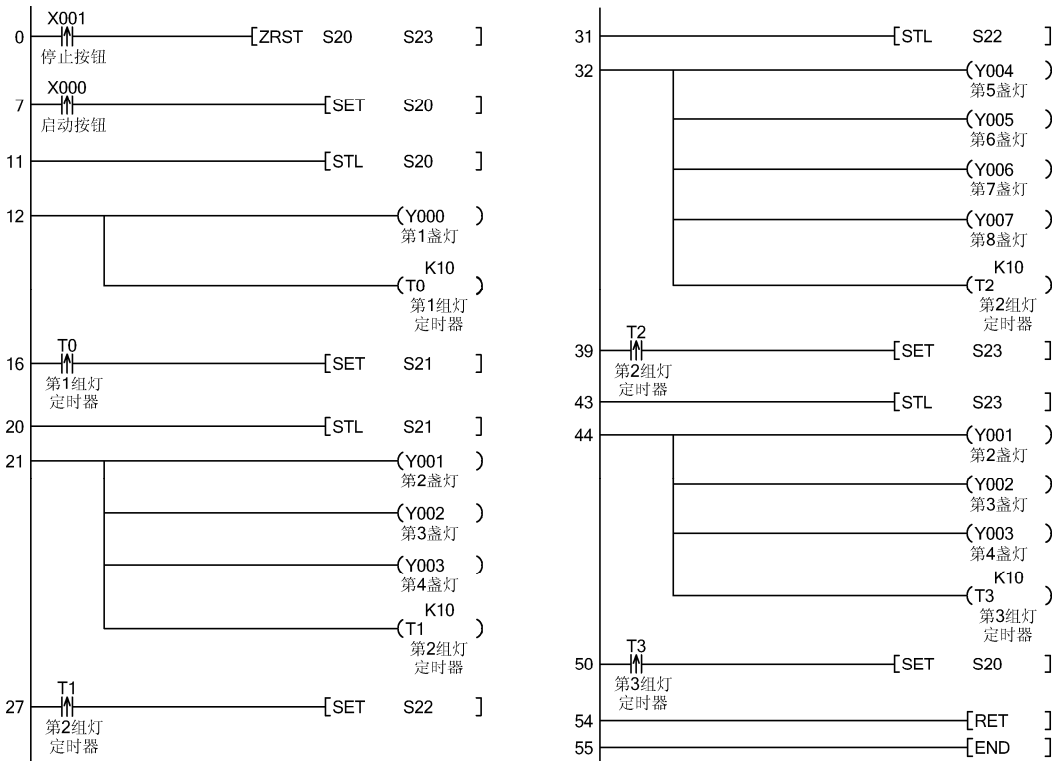 X001
0 [ZRST S20 S23 ]
停止按钮
X000
7 [SET S20 ]
启动按钮
11 [STL S20 ]
12 (Y000 )
第1盏灯
K10
(T0 )
第1组灯
定时器
T0
16 [SET S21 ]
第1组灯
定时器
20 [STL S21 ]
21 (Y001 )
第2盏灯
(Y002 )
第3盏灯
(Y003 )
第4盏灯
K10
(T1 )
第2组灯
定时器
T1
27 [SET S22 ]
第2组灯
定时器
31 [STL S22 ]
32 (Y004 )
第5盏灯
(Y005 )
第6盏灯
(Y006 )
第7盏灯
(Y007 )
第8盏灯
K10
(T2 )
第2组灯
定时器
T2
39 [SET S23 ]
第2组灯
定时器
43 [STL S23 ]
44 (Y001 )
第2盏灯
(Y002 )
第3盏灯
(Y003 )
第4盏灯
K10
(T3 )
第3组灯
定时器
T3
50 [SET S20 ]
第3组灯
定时器
54 [RET ]
55 [END ]